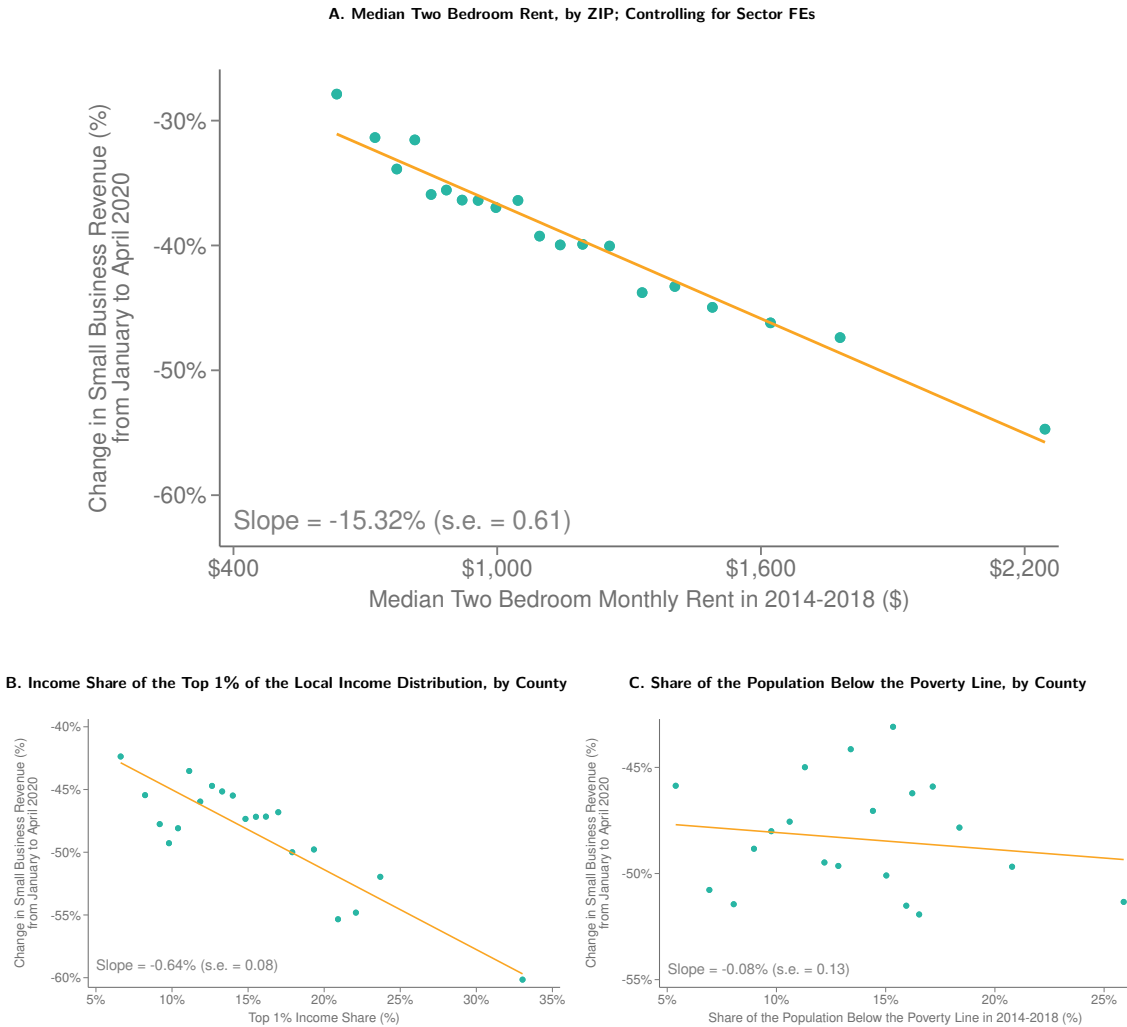 A. Median Two Bedroom Rent, by ZIP; Controlling for Sector FEs
Change in Small Business Revenue (%)
from January to April 2020
-30%
-40%
-50%
-60%
Slope = -15.32% (s.e. = 0.61)
$400
$1,000
$1,600
$2,200
Median Two Bedroom Monthly Rent in 2014-2018 ($)
B. Income Share of the Top 1% of the Local Income Distribution, by County
Change in Small Business Revenue (%)
from January to April 2020
-40%
-45%
-50%
-55%
-60%
Slope = -0.64% (s.e. = 0.08)
5%
10%
15%
20%
25%
30%
35%
Top 1% Income Share (%)
C. Share of the Population Below the Poverty Line, by County
Change in Small Business Revenue (%)
from January to April 2020
-45%
-50%
-55%
Slope = -0.08% (s.e. = 0.13)
5%
10%
15%
20%
25%
Share of the Population Below the Poverty Line in 2014-2018 (%)